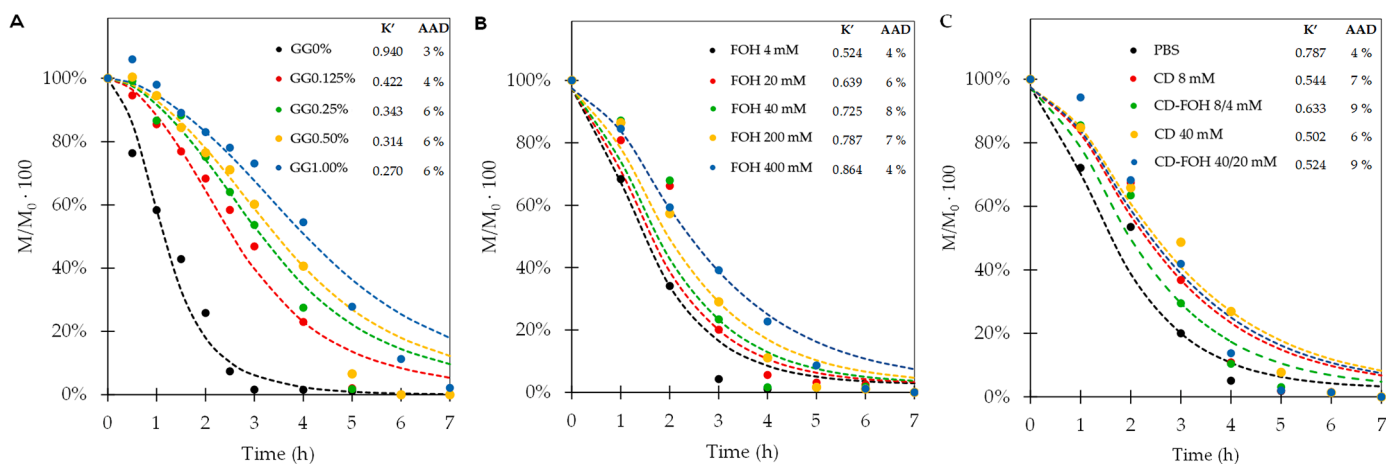 A
K′ AAD
GG0% 0.940 3 %
GG0.125% 0.422 4 %
GG0.25% 0.343 6 %
GG0.50% 0.314 6 %
GG1.00% 0.270 6 %
100%
80%
60%
40%
20%
0%
M/M0 · 100
0 1 2 3 4 5 6 7
Time (h)
B
K′ AAD
FOH 4 mM 0.524 4 %
FOH 20 mM 0.639 6 %
FOH 40 mM 0.725 8 %
FOH 200 mM 0.787 7 %
FOH 400 mM 0.864 4 %
100%
80%
60%
40%
20%
0%
M/M0 · 100
0 1 2 3 4 5 6 7
Time (h)
C
K′ AAD
PBS 0.787 4 %
CD 8 mM 0.544 7 %
CD-FOH 8/4 mM 0.633 9 %
CD 40 mM 0.502 6 %
CD-FOH 40/20 mM 0.524 9 %
100%
80%
60%
40%
20%
0%
M/M0 · 100
0 1 2 3 4 5 6 7
Time (h)